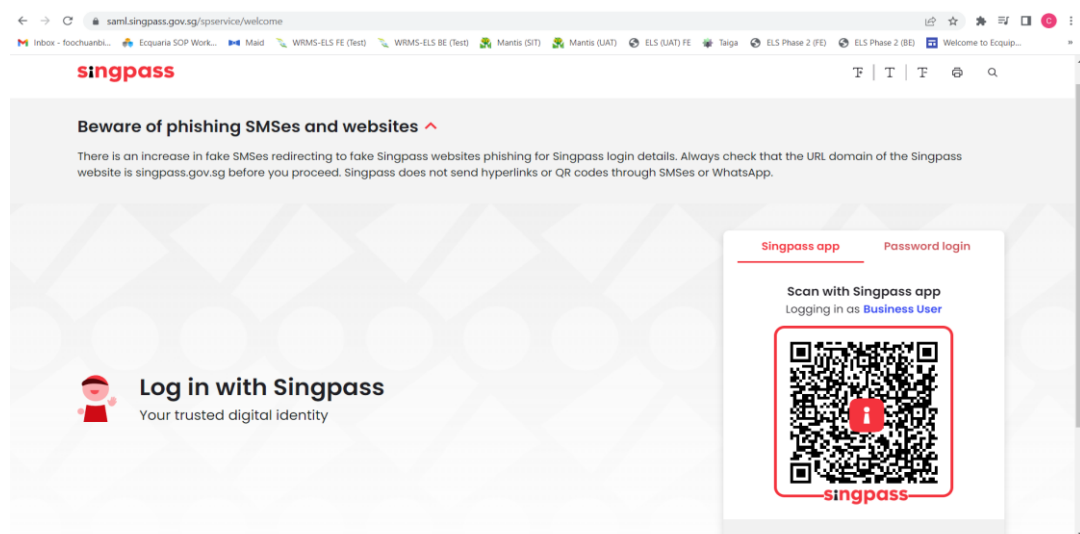 saml.singpass.gov.sg/spservice/welcome
Inbox - foochuanbi... Ecquaria SOP Work... Maid WRMS-ELS FE (Test) WRMS-ELS BE (Test) Mantis (SIT) Mantis (UAT) ELS (UAT) FE Taiga ELS Phase 2 (FE) ELS Phase 2 (BE) Welcome to Ecquip... »
singpass
T T T
Beware of phishing SMSes and websites
There is an increase in fake SMSes redirecting to fake Singpass websites phishing for Singpass login details. Always check that the URL domain of the Singpass
website is singpass.gov.sg before you proceed. Singpass does not send hyperlinks or QR codes through SMSes or WhatsApp.
Singpass app Password login
Scan with Singpass app
Logging in as Business User
singpass
Log in with Singpass
Your trusted digital identity